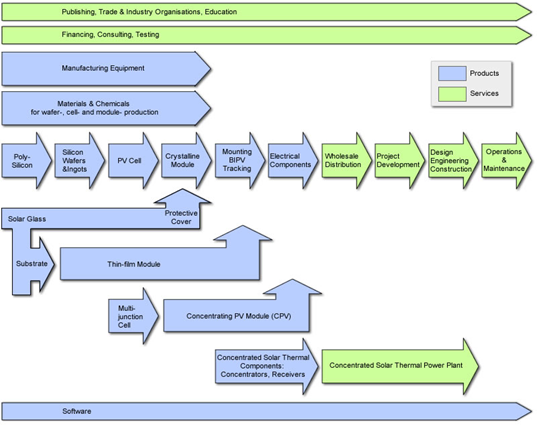 Publishing, Trade & Industry Organisations, Education
Financing, Consulting, Testing
Manufacturing Equipment
Products
Services
Materials & Chemicals
for wafer-, cell- and module- production
Poly-
Silicon
Silicon
Wafers
&Ingots
PV Cell
Crystalline
Module
Mounting
BIPV
Tracking
Electrical
Components
Wholesale
Distribution
Project
Development
Design
Engineering
Construction
Operations
&
Maintenance
Solar Glass
Protective
Cover
Substrate
Thin-film Module
Multi-
junction
Cell
Concentrating PV Module (CPV)
Concentrated Solar Thermal
Components:
Concentrators, Receivers
Concentrated Solar Thermal Power Plant
Software